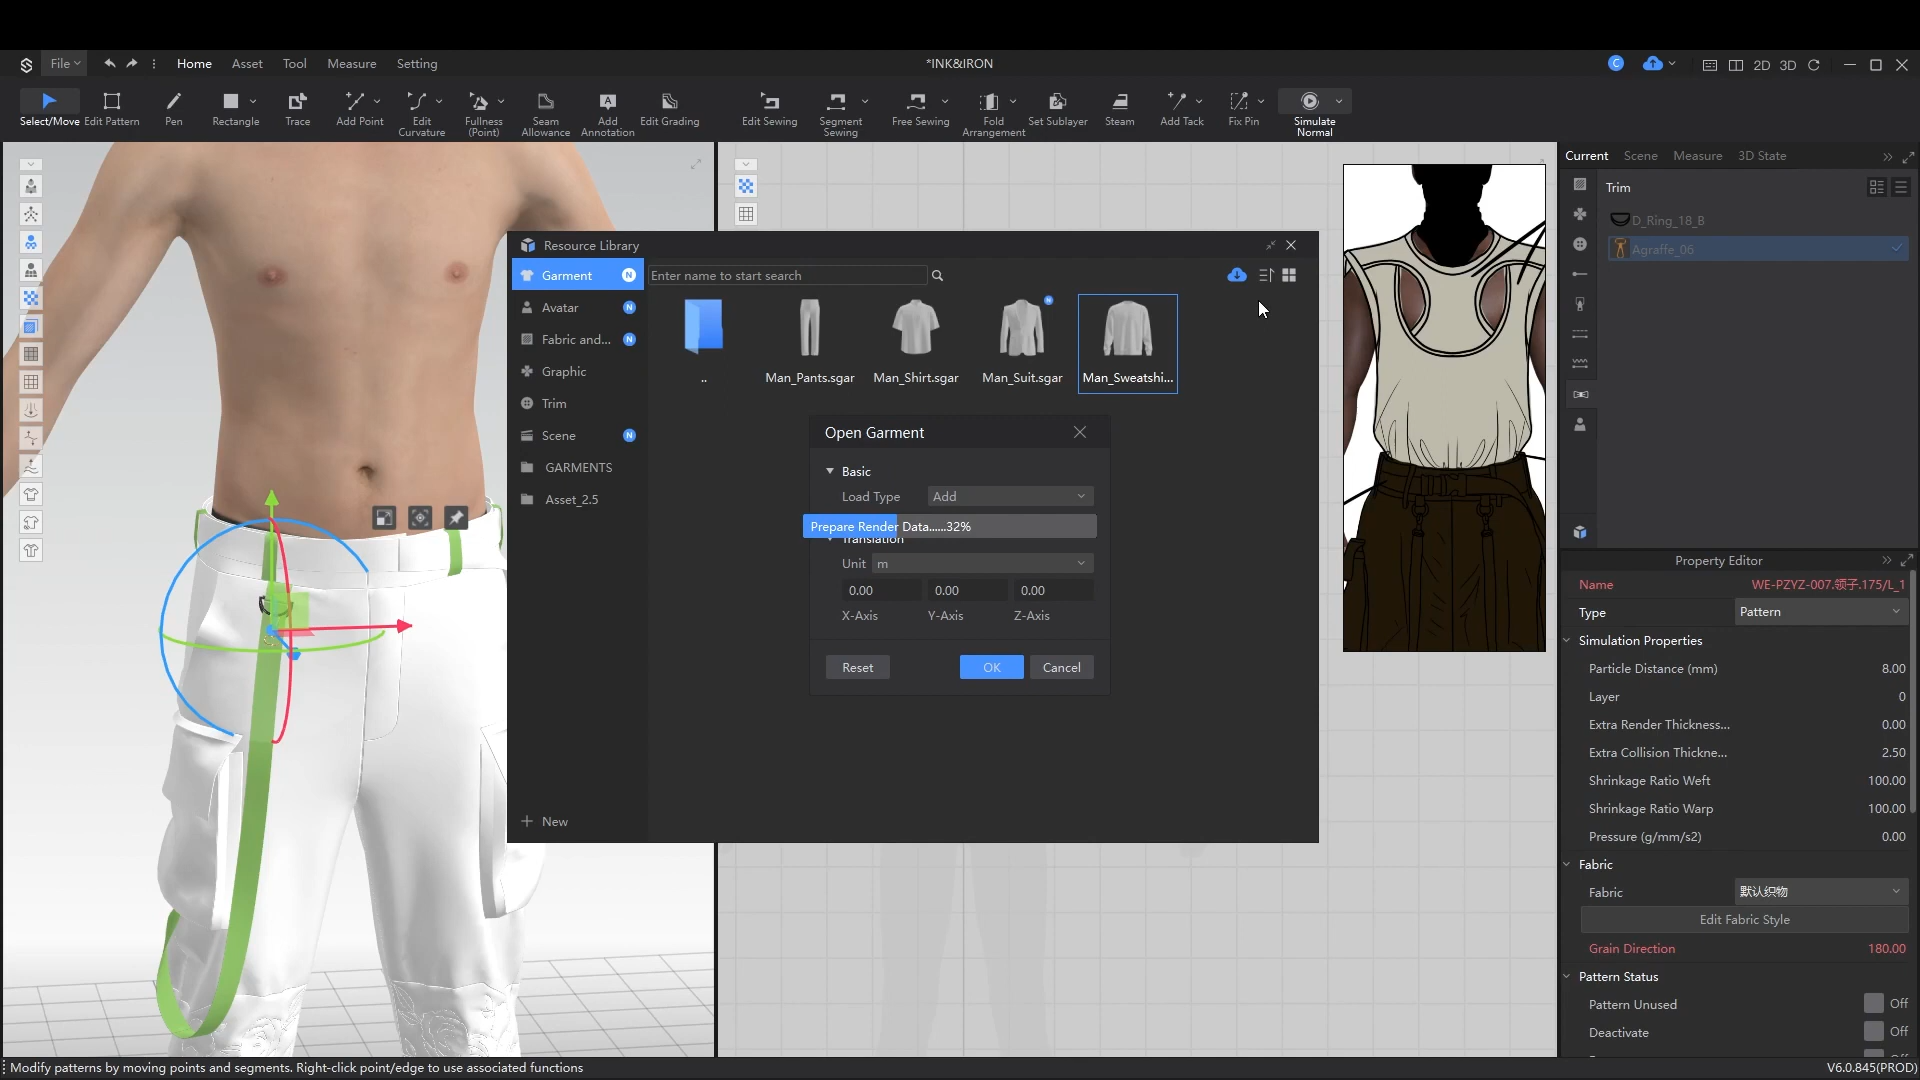 File
Home
Asset
Tool
Measure
Setting
*INK&IRON
C
2D
3D
Select/Move
Edit Pattern
Pen
Rectangle
Trace
Add Point
Edit Curvature
Fullness (Point)
Seam Allowance
Add Annotation
Edit Grading
Edit Sewing
Segment Sewing
Free Sewing
Fold Arrangement
Set Sublayer
Steam
Add Tack
Fix Pin
Simulate Normal
Resource Library
Garment N
Avatar N
Fabric and... N
Graphic
Trim
Scene N
GARMENTS
Asset_2.5
New
Enter name to start search
..
Man_Pants.sgar
Man_Shirt.sgar
Man_Suit.sgar
Man_Sweatshi...
Open Garment
Basic
Load Type Add
Prepare Render Data......32%
Translation
Unit m
0.00 0.00 0.00
X-Axis Y-Axis Z-Axis
Reset OK Cancel
Current Scene Measure 3D State
Trim
D_Ring_18_B
Agraffe_06
Property Editor
Name WE-PZYZ-007.领子.175/L_1
Type Pattern
Simulation Properties
Particle Distance (mm) 8.00
Layer 0
Extra Render Thickness... 0.00
Extra Collision Thickne... 2.50
Shrinkage Ratio Weft 100.00
Shrinkage Ratio Warp 100.00
Pressure (g/mm/s2) 0.00
Fabric
Fabric 默认织物
Edit Fabric Style
Grain Direction 180.00
Pattern Status
Pattern Unused Off
Deactivate Off
Modify patterns by moving points and segments. Right-click point/edge to use associated functions
V6.0.845(PROD)